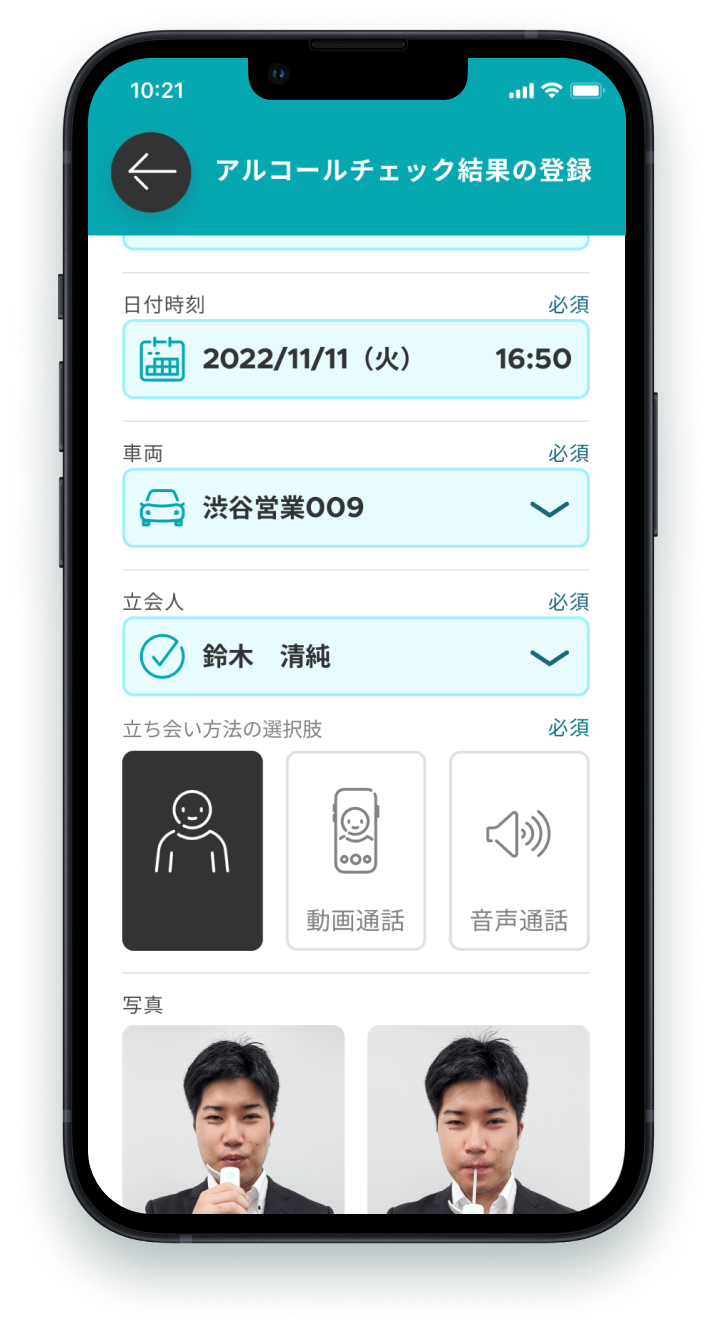 10:21
アルコールチェック結果の登録
日付時刻 必須
2022/11/11（火） 16:50
車両 必須
渋谷営業009
立会人 必須
鈴木　清純
立ち会い方法の選択肢 必須
動画通話 音声通話
写真